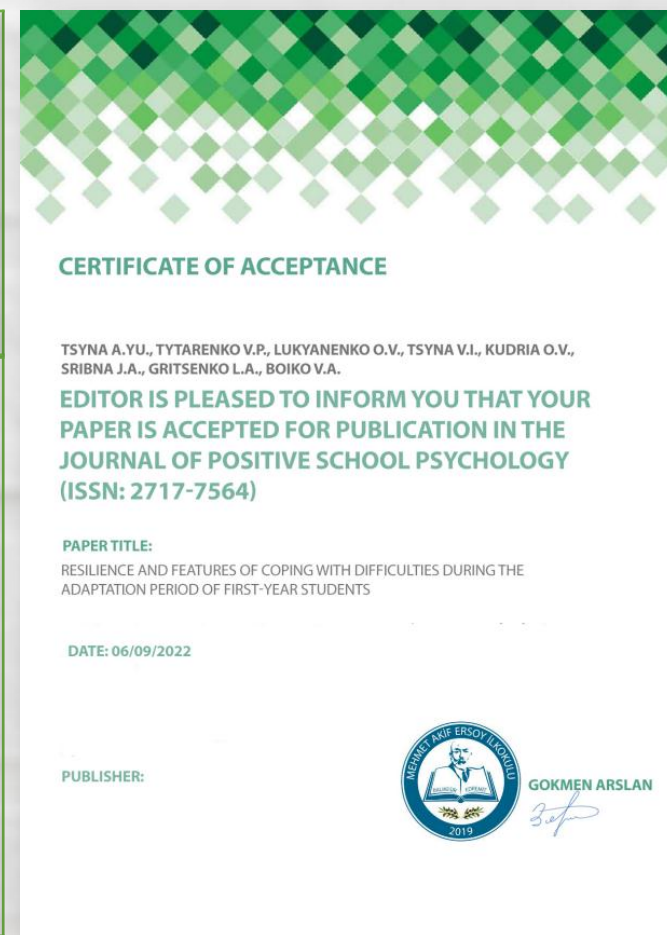 CERTIFICATE OF ACCEPTANCE
TSYNA A.YU., TYTARENKO V.P., LUKYANENKO O.V., TSYNA V.I., KUDRIA O.V.,
SRIBNA J.A., GRITSENKO L.A., BOIKO V.A.
EDITOR IS PLEASED TO INFORM YOU THAT YOUR
PAPER IS ACCEPTED FOR PUBLICATION IN THE
JOURNAL OF POSITIVE SCHOOL PSYCHOLOGY
(ISSN: 2717-7564)
PAPER TITLE:
RESILIENCE AND FEATURES OF COPING WITH DIFFICULTIES DURING THE
ADAPTATION PERIOD OF FIRST-YEAR STUDENTS
DATE: 06/09/2022
PUBLISHER:
MEHMET AKİF ERSOY İLKOKULU
2019
GOKMEN ARSLAN